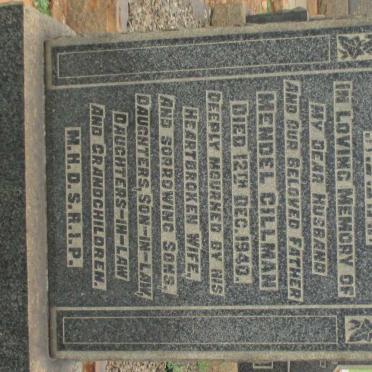 IN LOVING MEMORY OF
MY DEAR HUSBAND
AND OUR BELOVED FATHER
MENDEL GILLMAN
DIED 12TH DEC. 1940.
DEEPLY MOURNED BY HIS
HEARTBROKEN WIFE,
AND SORROWING SONS,
DAUGHTERS, SON-IN-LAW,
DAUGHTERS-IN-LAW
AND GRANDCHILDREN.
M.H.D.S.R.I.P.